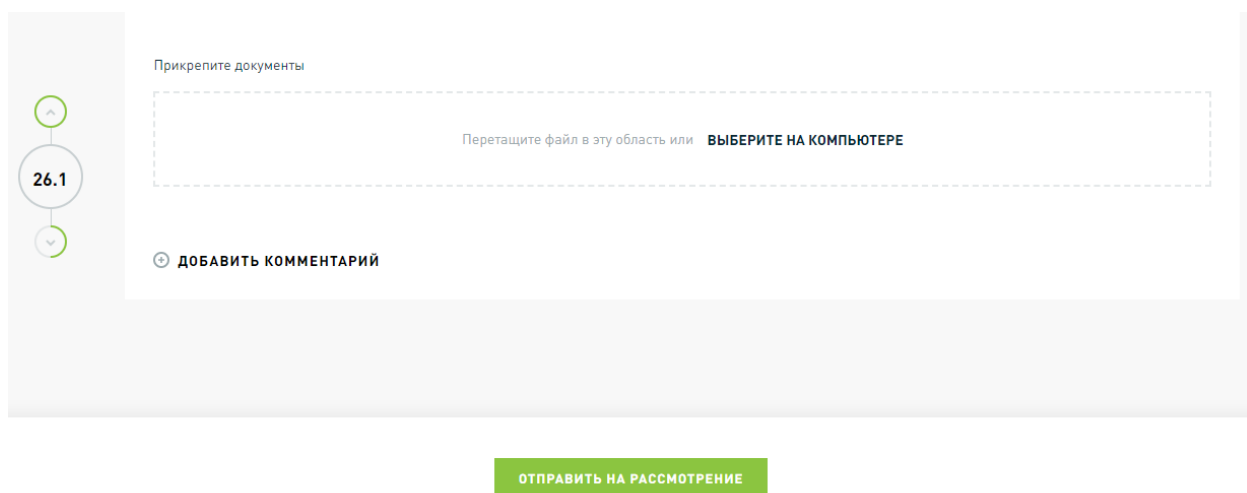 Прикрепите документы
Перетащите файл в эту область или ВЫБЕРИТЕ НА КОМПЬЮТЕРЕ
26.1
ДОБАВИТЬ КОММЕНТАРИЙ
ОТПРАВИТЬ НА РАССМОТРЕНИЕ